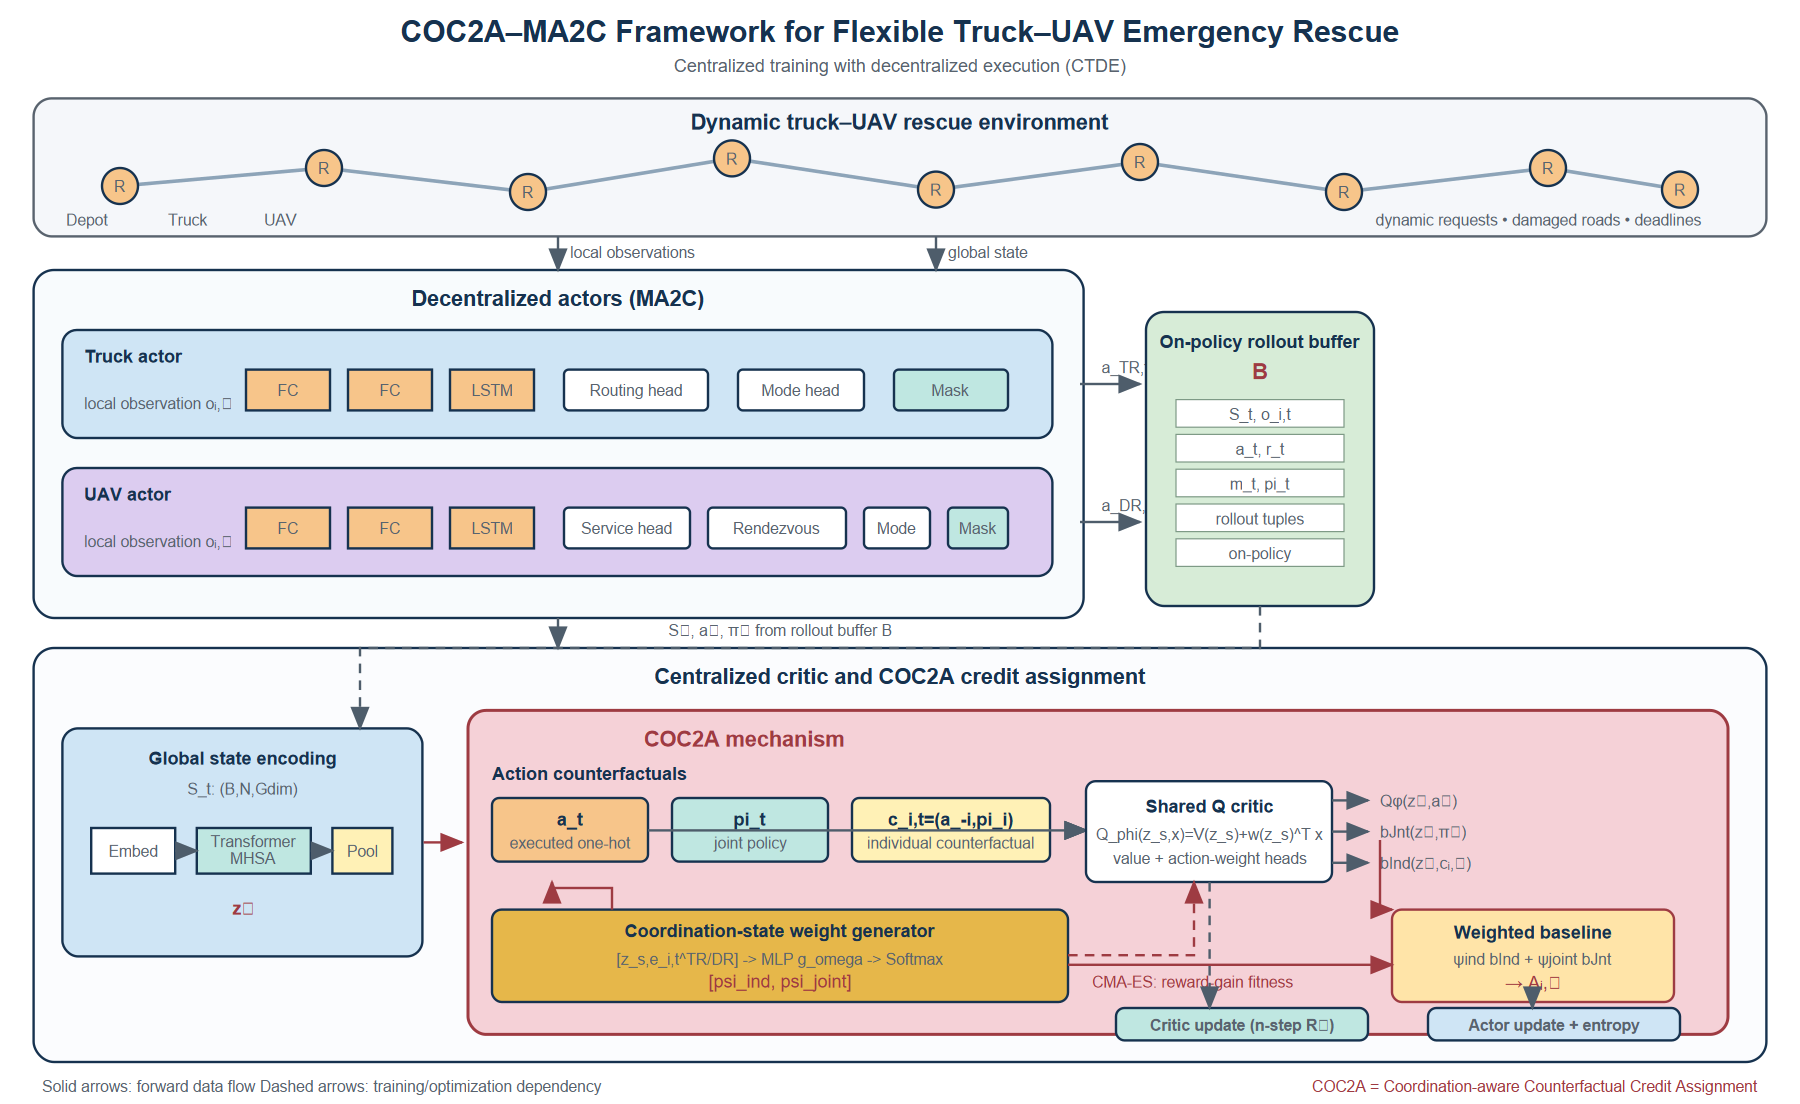 COC2A–MA2C Framework for Flexible Truck–UAV Emergency Rescue
Centralized training with decentralized execution (CTDE)
Dynamic truck–UAV rescue environment
R
R
R
R
R
R
R
R
R
Depot
Truck
UAV
dynamic requests • damaged roads • deadlines
local observations
global state
Decentralized actors (MA2C)
Truck actor
local observation oᵢ,□
FC
FC
LSTM
Routing head
Mode head
Mask
a_TR,
UAV actor
local observation oᵢ,□
FC
FC
LSTM
Service head
Rendezvous
Mode
Mask
a_DR,
On-policy rollout buffer
B
S_t, o_i,t
a_t, r_t
m_t, pi_t
rollout tuples
on-policy
S□, a□, π□ from rollout buffer B
Centralized critic and COC2A credit assignment
Global state encoding
S_t: (B,N,Gdim)
Embed
Transformer
MHSA
Pool
z□
COC2A mechanism
Action counterfactuals
a_t
executed one-hot
pi_t
joint policy
c_i,t=(a_-i,pi_i)
individual counterfactual
Shared Q critic
Q_phi(z_s,x)=V(z_s)+w(z_s)^T x
value + action-weight heads
Qφ(z□,a□)
bJnt(z□,π□)
bInd(z□,cᵢ,□)
Coordination-state weight generator
[z_s,e_i,t^TR/DR] -> MLP g_omega -> Softmax
[psi_ind, psi_joint]
CMA-ES: reward-gain fitness
Weighted baseline
ψind bInd + ψjoint bJnt
→ Aᵢ,□
Critic update (n-step R□)
Actor update + entropy
Solid arrows: forward data flow Dashed arrows: training/optimization dependency
COC2A = Coordination-aware Counterfactual Credit Assignment